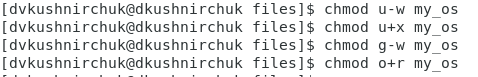 [dvkushnirchuk@dkushnirchuk files]$ chmod u-w my_os
[dvkushnirchuk@dkushnirchuk files]$ chmod u+x my_os
[dvkushnirchuk@dkushnirchuk files]$ chmod g-w my_os
[dvkushnirchuk@dkushnirchuk files]$ chmod o+r my_os